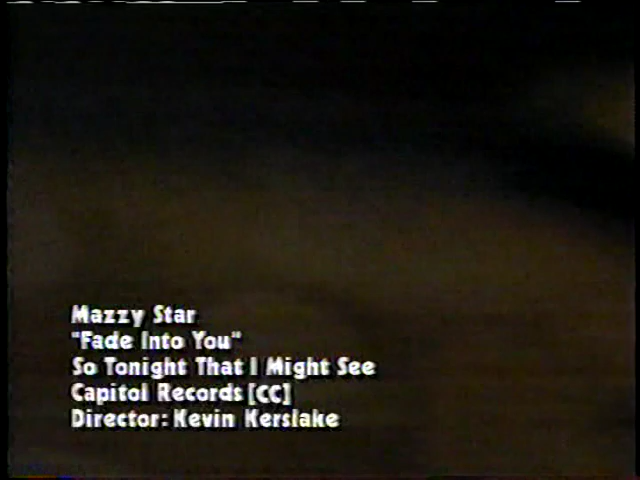 Mazzy Star
"Fade Into You"
So Tonight That I Might See
Capitol Records [CC]
Director: Kevin Kerslake